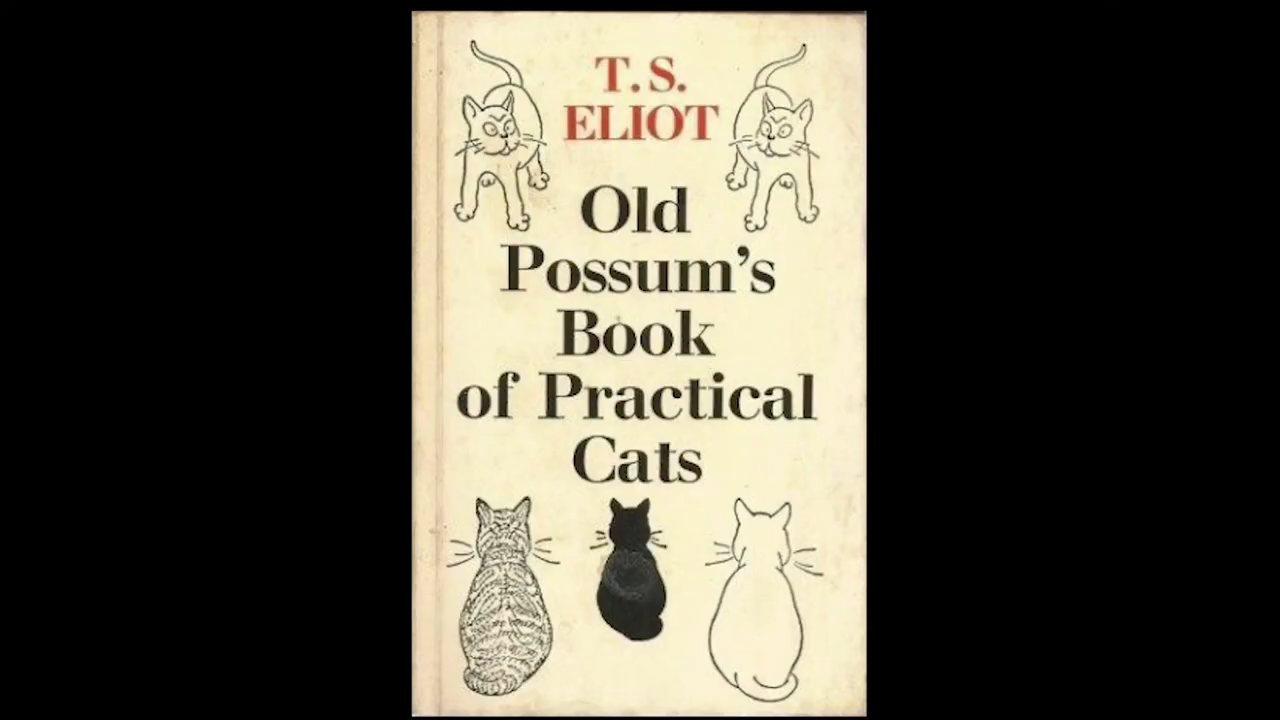 T. S.
ELIOT
Old
Possum's
Book
of Practical
Cats